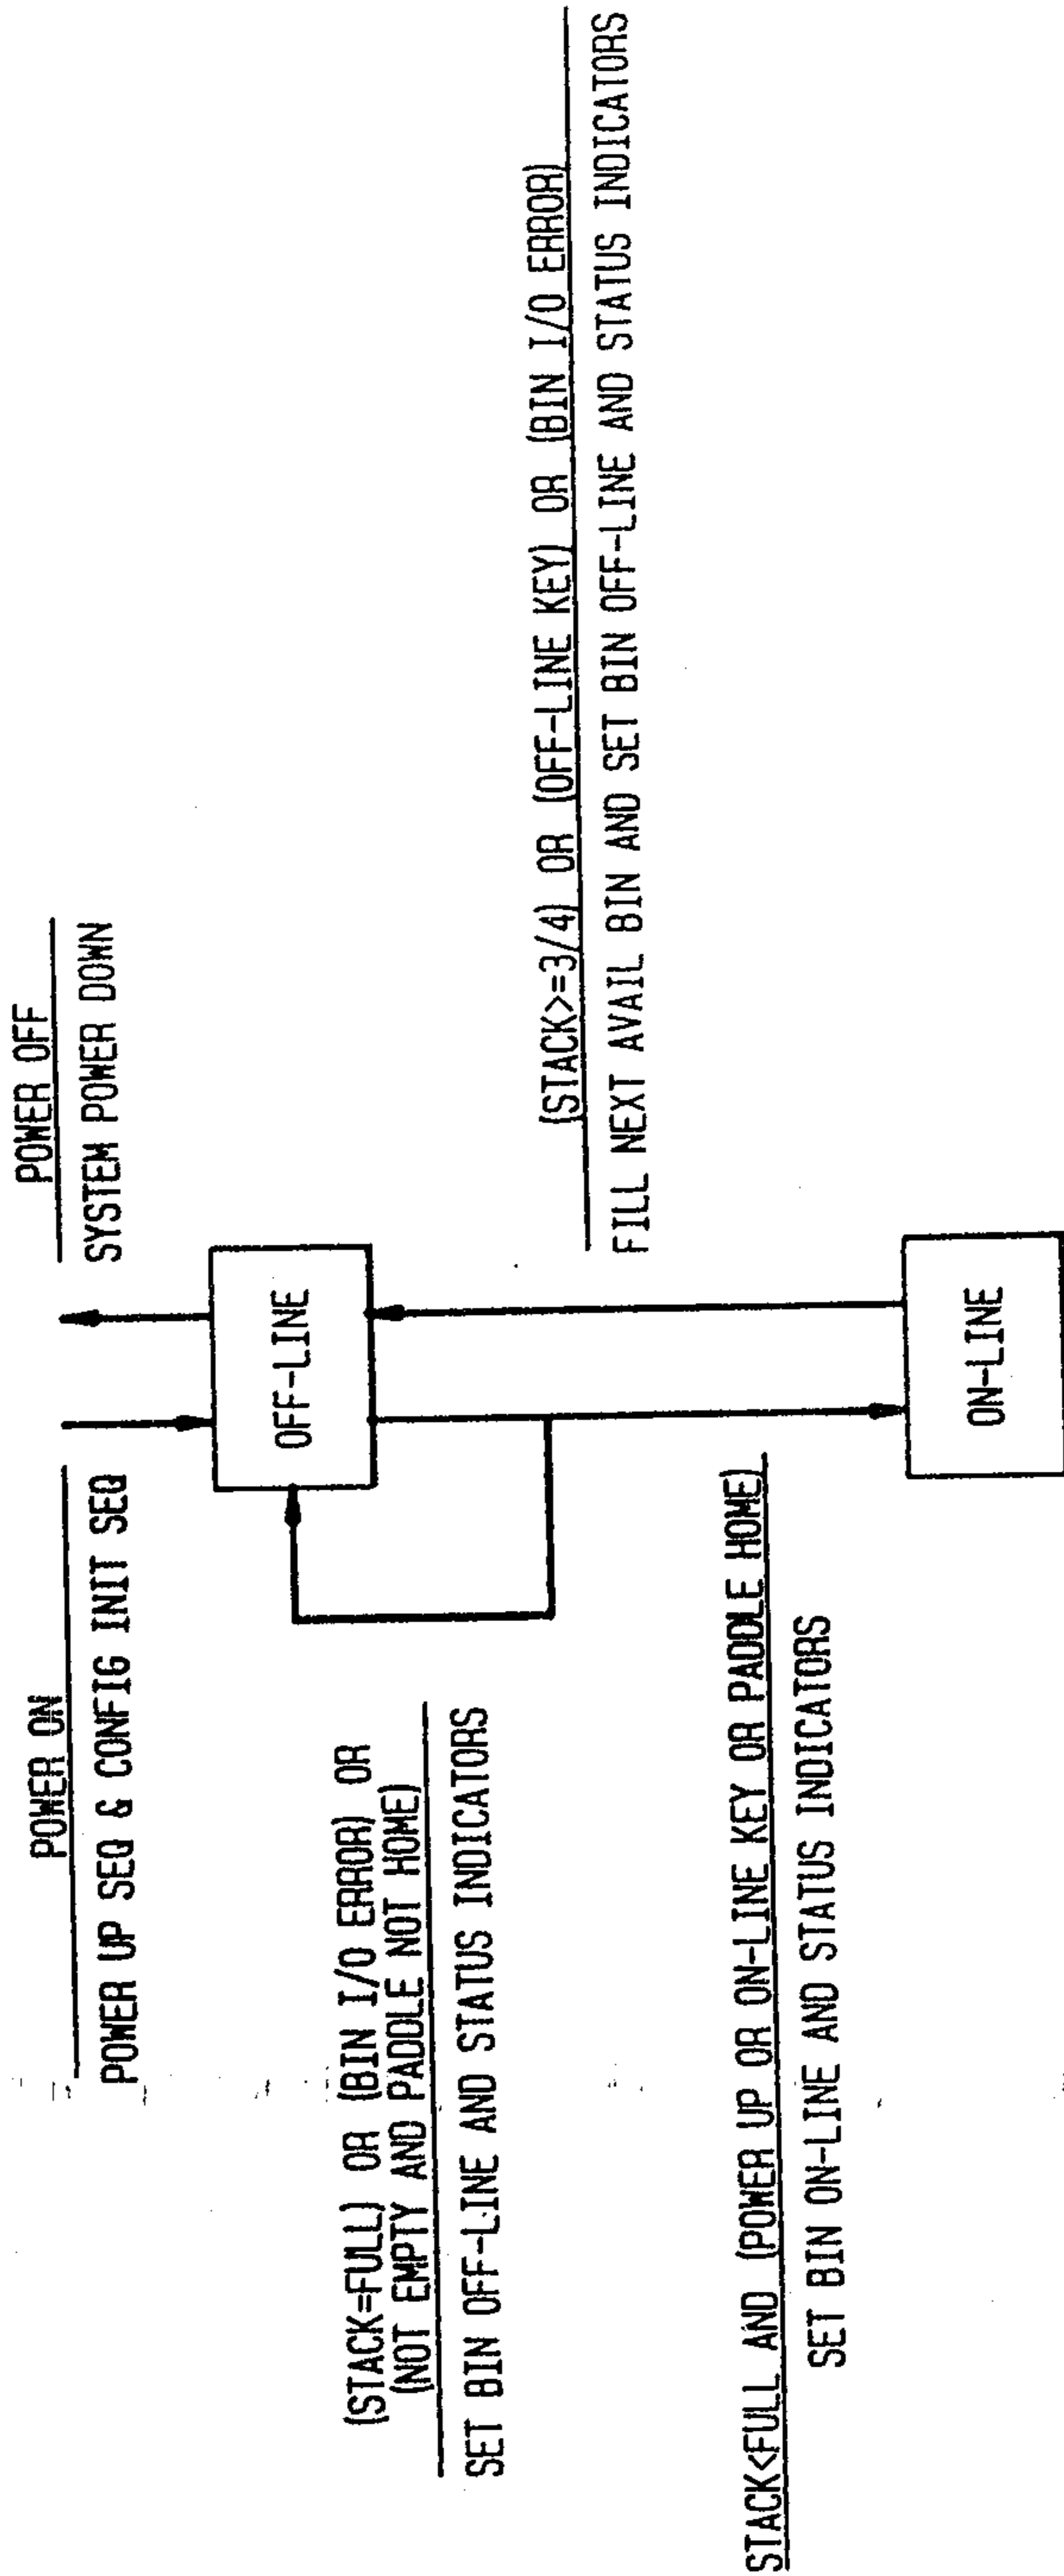 POWER ON
POWER UP SEQ & CONFIG INIT SEQ
POWER OFF
SYSTEM POWER DOWN
OFF-LINE
(STACK=FULL) OR (BIN I/O ERROR) OR
(NOT EMPTY AND PADDLE NOT HOME)
SET BIN OFF-LINE AND STATUS INDICATORS
(STACK>=3/4) OR (OFF-LINE KEY) OR (BIN I/O ERROR)
FILL NEXT AVAIL BIN AND SET BIN OFF-LINE AND STATUS INDICATORS
STACK<FULL AND (POWER UP OR ON-LINE KEY OR PADDLE HOME)
SET BIN ON-LINE AND STATUS INDICATORS
ON-LINE